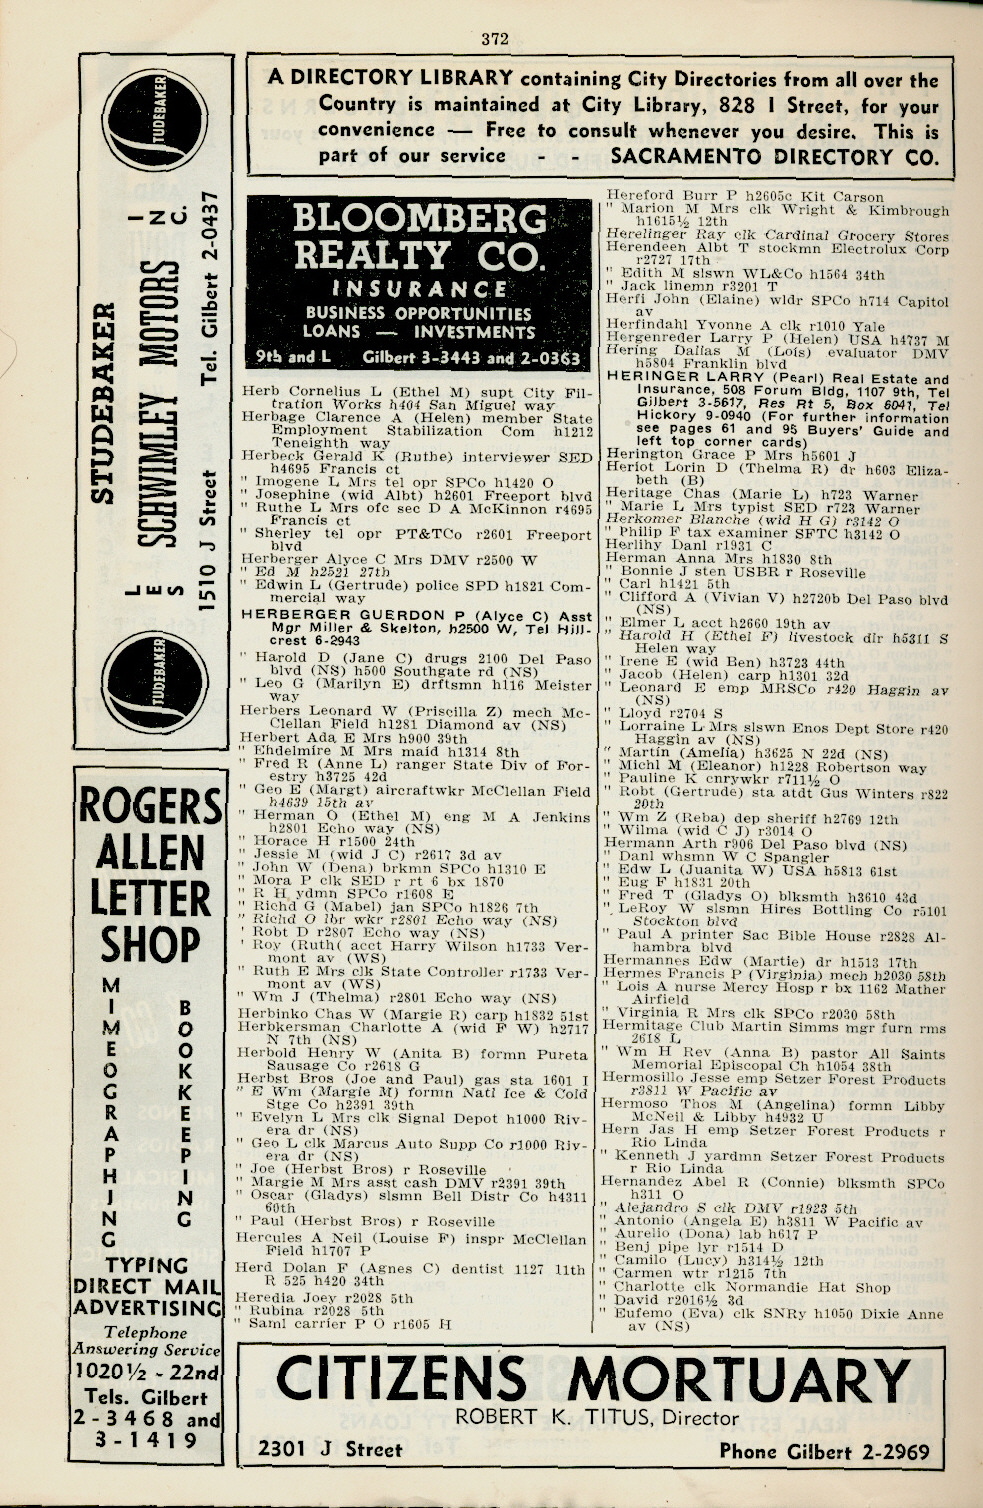 372
A DIRECTORY LIBRARY containing City Directories from all over the
Country is maintained at City Library, 828 I Street, for your
convenience — Free to consult whenever you desire. This is
part of our service - - SACRAMENTO DIRECTORY CO.
STUDEBAKER
STUDEBAKER
LES SCHWIMLEY MOTORS INC.
1510 J Street Tel. Gilbert 2-0437
STUDEBAKER
ROGERS
ALLEN
LETTER
SHOP
MIMEOGRAPHING
BOOKKEEPING
TYPING
DIRECT MAIL
ADVERTISING
Telephone
Answering Service
1020½ - 22nd
Tels. Gilbert
2-3468 and
3-1419
BLOOMBERG
REALTY CO.
INSURANCE
BUSINESS OPPORTUNITIES
LOANS — INVESTMENTS
9th and L Gilbert 3-3443 and 2-0363
Herb Cornelius L (Ethel M) supt City Fil-
tration Works h404 San Miguel way
Herbage Clarence A (Helen) member State
Employment Stabilization Com h1212
Teneighth way
Herbeck Gerald K (Ruthe) interviewer SED
h4695 Francis ct
" Imogene L Mrs tel opr SPCo h1420 O
" Josephine (wid Albt) h2601 Freeport blvd
" Ruthe L Mrs ofc sec D A McKinnon r4695
Francis ct
" Sherley tel opr PT&TCo r2601 Freeport
blvd
Herberger Alyce C Mrs DMV r2500 W
" Ed M h2521 27th
" Edwin L (Gertrude) police SPD h1821 Com-
mercial way
HERBERGER GUERDON P (Alyce C) Asst
Mgr Miller & Skelton, h2500 W, Tel Hill-
crest 6-2943
" Harold D (Jane C) drugs 2100 Del Paso
blvd (NS) h500 Southgate rd (NS)
" Leo G (Marilyn E) drftsmn h116 Meister
way
Herbers Leonard W (Priscilla Z) mech Mc-
Clellan Field h1281 Diamond av (NS)
Herbert Ada E Mrs h900 39th
" Ehdelmire M Mrs maid h1314 8th
" Fred R (Anne L) ranger State Div of For-
estry h3725 42d
" Geo E (Margt) aircraftwkr McClellan Field
h4639 15th av
" Herman O (Ethel M) eng M A Jenkins
h2801 Echo way (NS)
" Horace H r1500 24th
" Jessie M (wid J C) r2617 3d av
" John W (Dena) brkmn SPCo h1310 E
" Mora P clk SED r rt 6 bx 1870
" R H ydmn SPCo r1608 E
" Richd G (Mabel) jan SPCo h1826 7th
" Richd O lbr wkr r2801 Echo way (NS)
' Robt D r2807 Echo way (NS)
' Roy (Ruth( acct Harry Wilson h1733 Ver-
mont av (WS)
" Ruth E Mrs clk State Controller r1733 Ver-
mont av (WS)
" Wm J (Thelma) r2801 Echo way (NS)
Herbinko Chas W (Margie R) carp h1832 51st
Herbkersman Charlotte A (wid F W) h2717
N 7th (NS)
Herbold Henry W (Anita B) formn Pureta
Sausage Co r2618 G
Herbst Bros (Joe and Paul) gas sta 1601 I
" E Wm (Margie M) formn Natl Ice & Cold
Stge Co h2391 39th
" Evelyn L Mrs clk Signal Depot h1000 Riv-
era dr (NS)
" Geo L clk Marcus Auto Supp Co r1000 Riv-
era dr (NS)
" Joe (Herbst Bros) r Roseville
" Margie M Mrs asst cash DMV r2391 39th
" Oscar (Gladys) slsmn Bell Distr Co h4311
60th
" Paul (Herbst Bros) r Roseville
Hercules A Neil (Louise F) inspr McClellan
Field h1707 P
Herd Dolan F (Agnes C) dentist 1127 11th
R 525 h420 34th
Heredia Joey r2028 5th
" Rubina r2028 5th
" Saml carrier P O r1605 H
Hereford Burr P h2605c Kit Carson
" Marion M Mrs clk Wright & Kimbrough
h1615½ 12th
Herelinger Ray clk Cardinal Grocery Stores
Herendeen Albt T stockmn Electrolux Corp
r2727 17th
" Edith M slswn WL&Co h1564 34th
" Jack linemn r3201 T
Herfi John (Elaine) wldr SPCo h714 Capitol
av
Herfindahl Yvonne A clk r1010 Yale
Hergenreder Larry P (Helen) USA h4737 M
Hering Dallas M (Lois) evaluator DMV
h5804 Franklin blvd
HERINGER LARRY (Pearl) Real Estate and
Insurance, 508 Forum Bldg, 1107 9th, Tel
Gilbert 3-5617, Res Rt 5, Box 6041, Tel
Hickory 9-0940 (For further information
see pages 61 and 95 Buyers' Guide and
left top corner cards)
Herington Grace P Mrs h5601 J
Heriot Lorin D (Thelma R) dr h603 Eliza-
beth (B)
Heritage Chas (Marie L) h723 Warner
" Marie L Mrs typist SED r723 Warner
Herkomer Blanche (wid H G) r3142 O
" Philip F tax examiner SFTC h3142 O
Herlihy Danl r1931 C
Herman Anna Mrs h1830 8th
" Bonnie J sten USBR r Roseville
" Carl h1421 5th
" Clifford A (Vivian V) h2720b Del Paso blvd
(NS)
" Elmer L acct h2660 19th av
" Harold H (Ethel F) livestock dlr h5311 S
Helen way
" Irene E (wid Ben) h3723 44th
" Jacob (Helen) carp h1301 32d
" Leonard E emp MRSCo r420 Haggin av
(NS)
" Lloyd r2704 S
" Lorraine L Mrs slswn Enos Dept Store r420
Haggin av (NS)
" Martin (Amelia) h3625 N 22d (NS)
" Michl M (Eleanor) h1228 Robertson way
" Pauline K cnrywkr r711½ O
" Robt (Gertrude) sta atdt Gus Winters r822
20th
" Wm Z (Reba) dep sheriff h2769 12th
" Wilma (wid C J) r3014 O
Hermann Arth r906 Del Paso blvd (NS)
" Danl whsmn W C Spangler
" Edw L (Juanita W) USA h5813 61st
" Eug F h1831 20th
" Fred T (Gladys O) blksmth h3610 43d
" LeRoy W slsmn Hires Bottling Co r5101
Stockton blvd
" Paul A printer Sac Bible House r2828 Al-
hambra blvd
Hermannes Edw (Martie) dr h1513 17th
Hermes Francis P (Virginia) mech h2030 58th
" Lois A nurse Mercy Hosp r bx 1162 Mather
Airfield
" Virginia R Mrs clk SPCo r2030 58th
Hermitage Club Martin Simms mgr furn rms
2618 L
" Wm H Rev (Anna B) pastor All Saints
Memorial Episcopal Ch h1054 38th
Hermosillo Jesse emp Setzer Forest Products
r3811 W Pacific av
Hermoso Thos M (Angelina) formn Libby
McNeil & Libby h4932 U
Hern Jas H emp Setzer Forest Products r
Rio Linda
" Kenneth J yardmn Setzer Forest Products
r Rio Linda
Hernandez Abel R (Connie) blksmth SPCo
h311 O
" Alejandro S clk DMV r1923 5th
" Antonio (Angela E) h3811 W Pacific av
" Aurelio (Dona) lab h617 P
" Benj pipe lyr r1514 D
" Camilo (Lucy) h314½ 12th
" Carmen wtr r1215 7th
" Charlotte clk Normandie Hat Shop
" David r2016½ 3d
" Eufemo (Eva) clk SNRy h1050 Dixie Anne
av (NS)
CITIZENS MORTUARY
ROBERT K. TITUS, Director
2301 J Street Phone Gilbert 2-2969